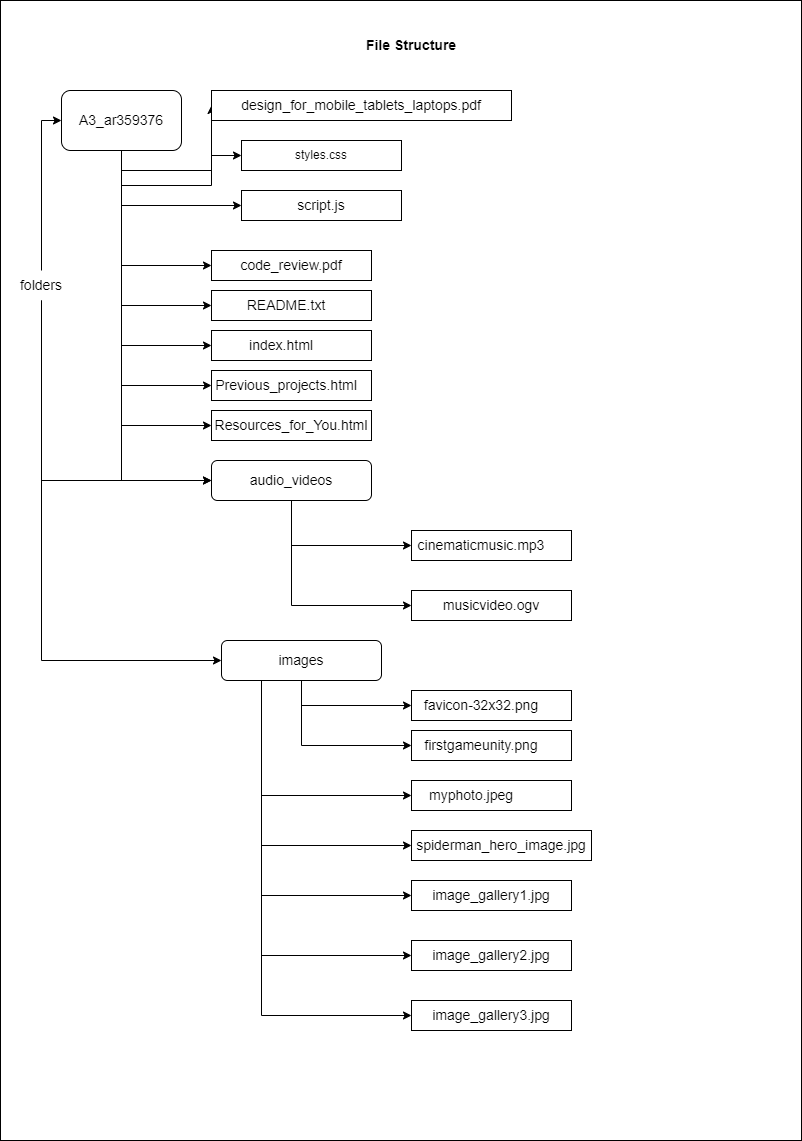 File Structure
A3_ar359376
design_for_mobile_tablets_laptops.pdf
styles.css
script.js
code_review.pdf
folders
README.txt
index.html
Previous_projects.html
Resources_for_You.html
audio_videos
cinematicmusic.mp3
musicvideo.ogv
images
favicon-32x32.png
firstgameunity.png
myphoto.jpeg
spiderman_hero_image.jpg
image_gallery1.jpg
image_gallery2.jpg
image_gallery3.jpg